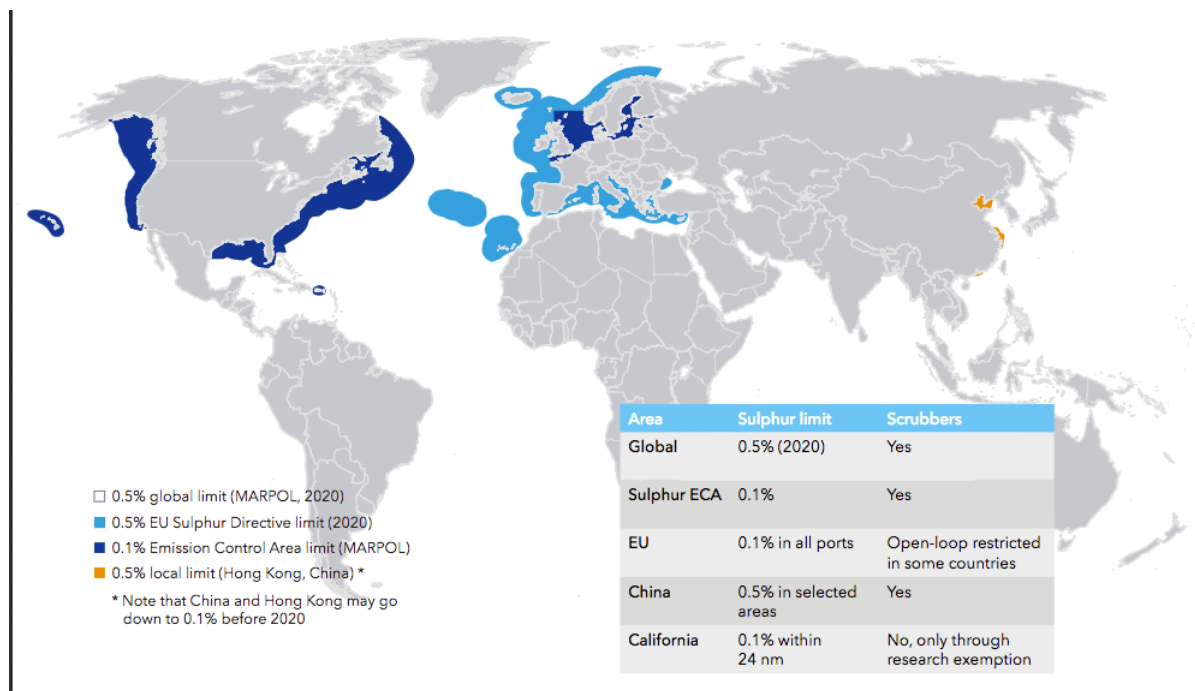 0.5% global limit (MARPOL, 2020)
0.5% EU Sulphur Directive limit (2020)
0.1% Emission Control Area limit (MARPOL)
0.5% local limit (Hong Kong, China) *
* Note that China and Hong Kong may go
down to 0.1% before 2020
Area Sulphur limit Scrubbers
Global 0.5% (2020) Yes
Sulphur ECA 0.1% Yes
EU 0.1% in all ports Open-loop restricted
in some countries
China 0.5% in selected Yes
areas
California 0.1% within No, only through
24 nm research exemption